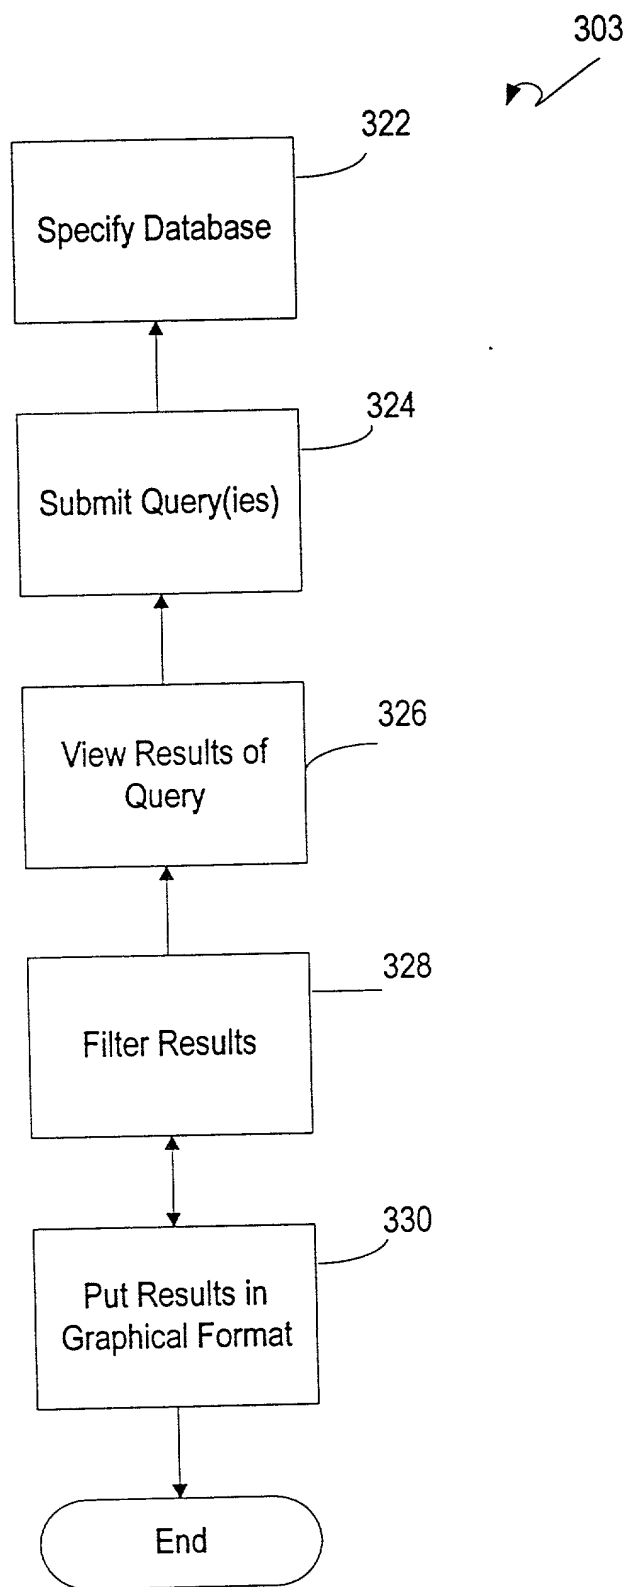 303
322
Specify Database
324
Submit Query(ies)
326
View Results of
Query
328
Filter Results
330
Put Results in
Graphical Format
End